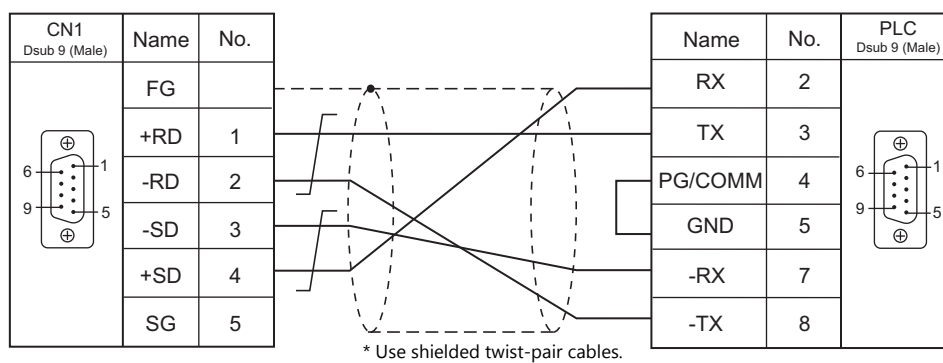 CN1
Dsub 9 (Male)
Name No.
FG
+RD 1
-RD 2
-SD 3
+SD 4
SG 5
6 1
9 5
Name No.
RX 2
TX 3
PG/COMM 4
GND 5
-RX 7
-TX 8
PLC
Dsub 9 (Male)
6 1
9 5
* Use shielded twist-pair cables.